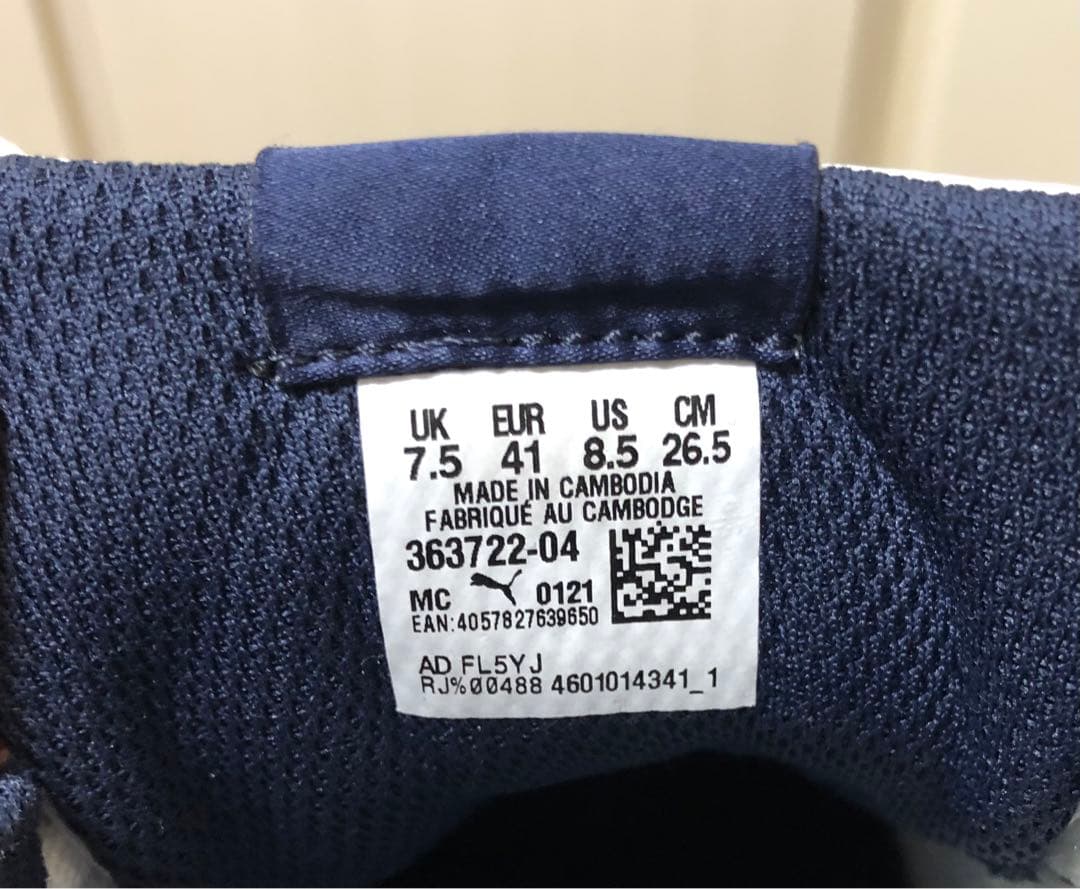 UK EUR US CM
7.5 41 8.5 26.5
MADE IN CAMBODIA
FABRIQUÉ AU CAMBODGE
363722-04
MC 0121
EAN:4057827639650
AD FL5YJ
RJ%00488 4601014341_1